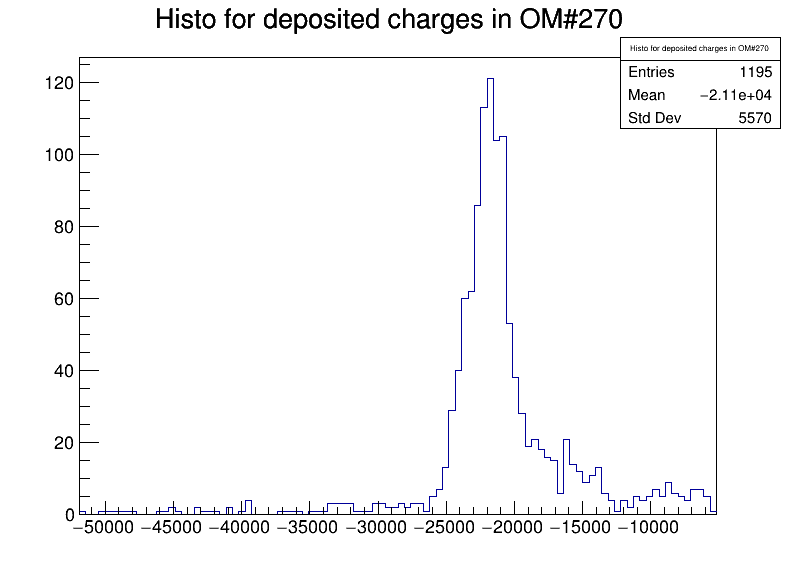 Histo for deposited charges in OM#270
Histo for deposited charges in OM#270
Entries 1195
Mean −2.11e+04
Std Dev 5570
120
100
80
60
40
20
0
−50000 −45000 −40000 −35000 −30000 −25000 −20000 −15000 −10000